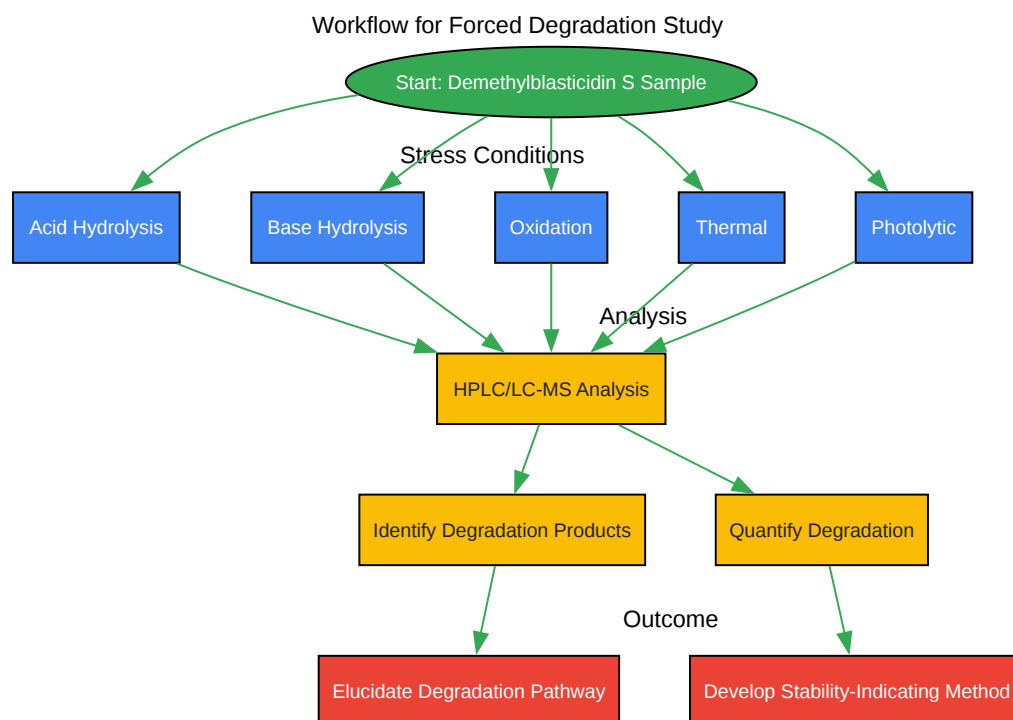 Workflow for Forced Degradation Study
Start: Demethylblasticidin S Sample
Stress Conditions
Acid Hydrolysis
Base Hydrolysis
Oxidation
Thermal
Photolytic
Analysis
HPLC/LC-MS Analysis
Identify Degradation Products
Quantify Degradation
Outcome
Elucidate Degradation Pathway
Develop Stability-Indicating Method